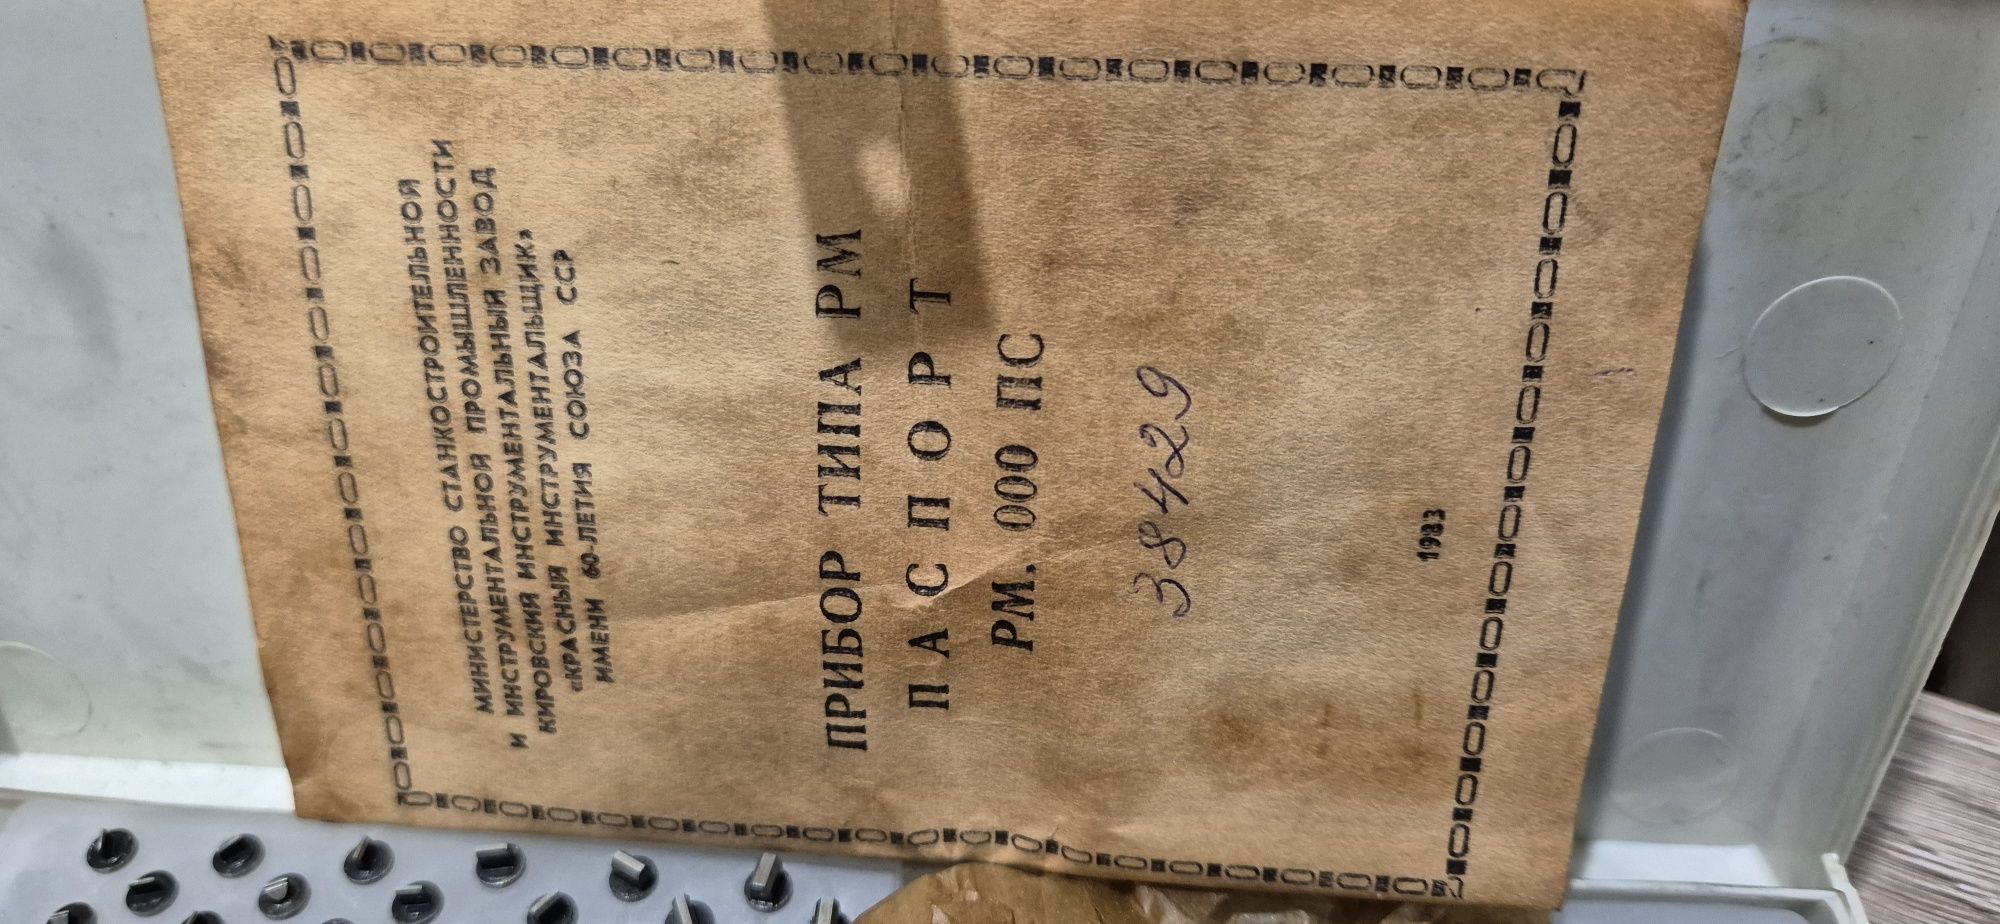 МИНИСТЕРСТВО СТАНКОСТРОИТЕЛЬНОЙ
И ИНСТРУМЕНТАЛЬНОЙ ПРОМЫШЛЕННОСТИ
КИРОВСКИЙ ИНСТРУМЕНТАЛЬНЫЙ ЗАВОД
«КРАСНЫЙ ИНСТРУМЕНТАЛЬЩИК»
ИМЕНИ 60-ЛЕТИЯ СОЮЗА ССР
ПРИБОР ТИПА РМ
ПАСПОРТ
РМ. 000 ПС
38429
1983